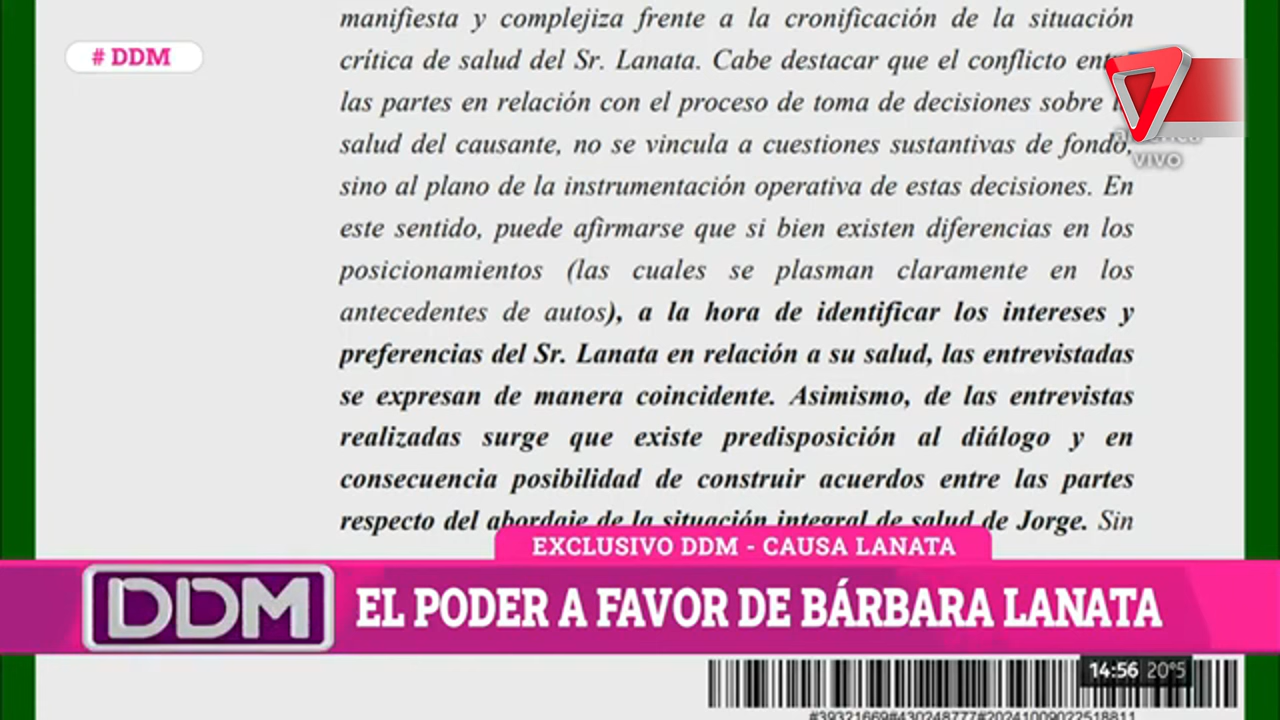 manifiesta y complejiza frente a la cronificación de la situación
# DDM
crítica de salud del Sr. Lanata. Cabe destacar que el conflicto entre
las partes en relación con el proceso de toma de decisiones sobre
salud del causante, no se vincula a cuestiones sustantivas de fondo,
VIVO
sino al plano de la instrumentación operativa de estas decisiones. En
este sentido, puede afirmarse que si bien existen diferencias en los
posicionamientos (las cuales se plasman claramente en los
antecedentes de autos), a la hora de identificar los intereses y
preferencias del Sr. Lanata en relación a su salud, las entrevistadas
se expresan de manera coincidente. Asimismo, de las entrevistas
realizadas surge que existe predisposición al diálogo y en
consecuencia posibilidad de construir acuerdos entre las partes
respecto del abordaje de la situación integral de salud de Jorge. Sin
EXCLUSIVO DDM - CAUSA LANATA
DDM
EL PODER A FAVOR DE BÁRBARA LANATA
14:56 20°5
#39321669#430248777#20241009022518811